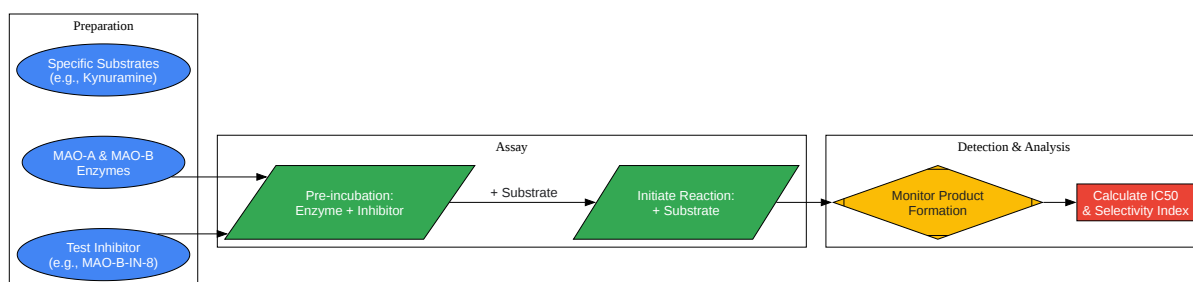 Preparation
Specific Substrates
(e.g., Kynuramine)
MAO-A & MAO-B
Enzymes
Test Inhibitor
(e.g., MAO-B-IN-8)
Assay
Pre-incubation:
Enzyme + Inhibitor
+ Substrate
Initiate Reaction:
+ Substrate
Detection & Analysis
Monitor Product
Formation
Calculate IC50
& Selectivity Index